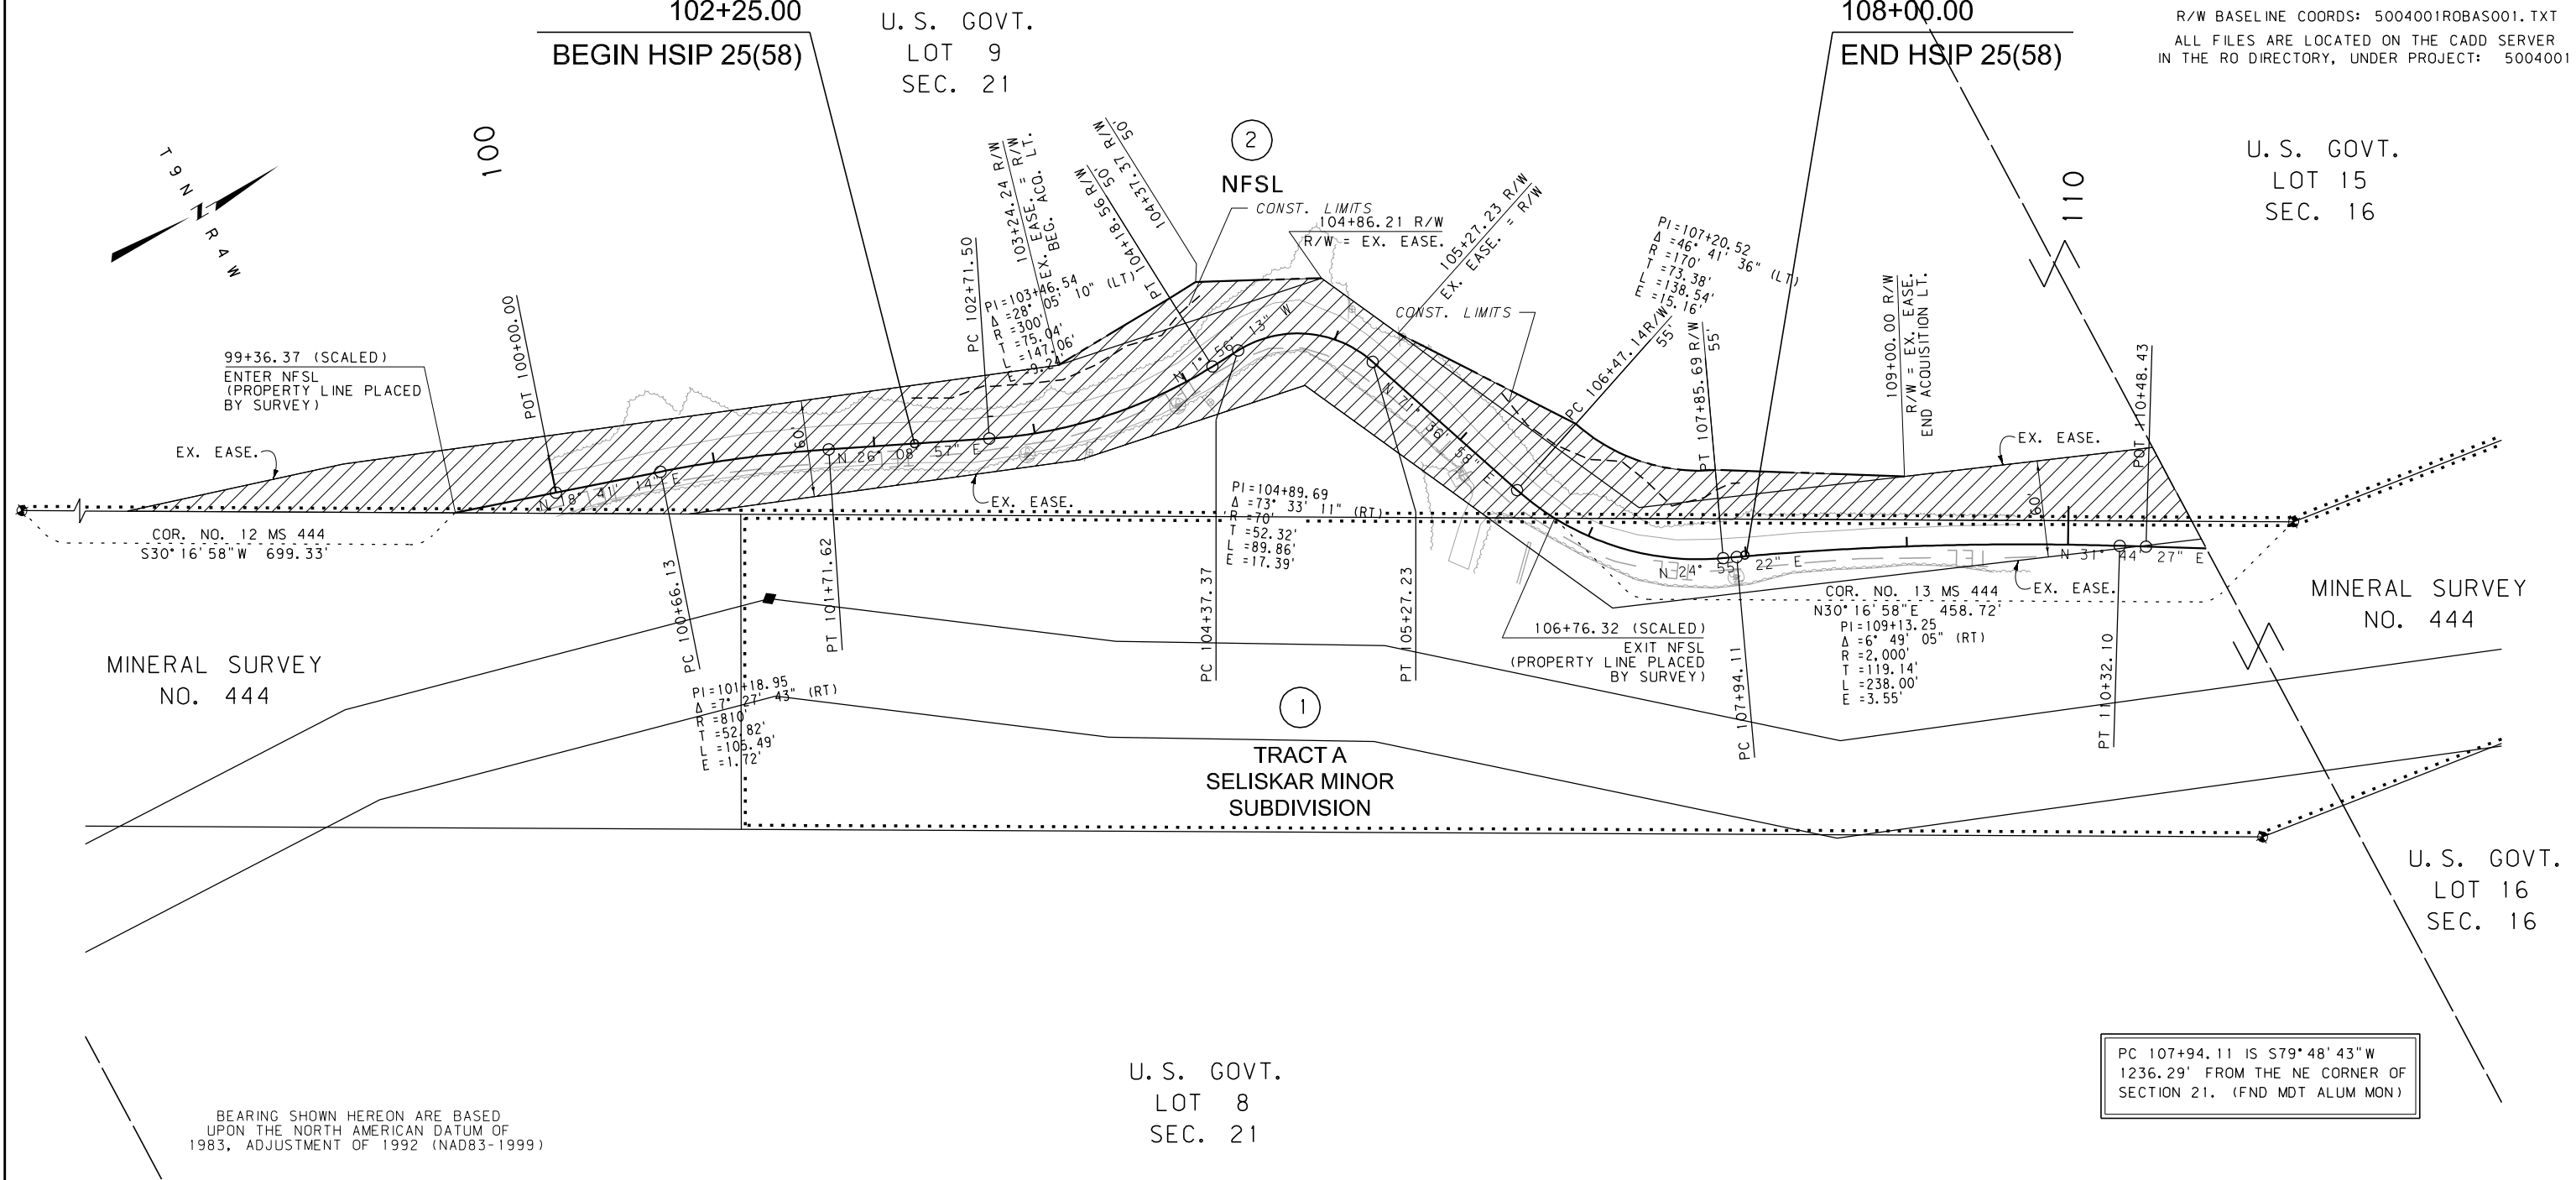 102+25.00
BEGIN HSIP 25(58)
U.S. GOVT.
LOT 9
SEC. 21
108+00.00
END HSIP 25(58)
R/W BASELINE COORDS: 5004001ROBAS001.TXT
ALL FILES ARE LOCATED ON THE CADD SERVER
IN THE RO DIRECTORY, UNDER PROJECT: 5004001
T 9 N
R 4 W
Z
100
110
2
NFSL
U.S. GOVT.
LOT 15
SEC. 16
CONST. LIMITS
104+86.21 R/W
R/W = EX. EASE.
103+24.24 R/W
EX. EASE. = R/W
BEG. ACQ. LT.
PT 104+18.56 R/W
50'
104+37.37 R/W
50'
105+27.23 R/W
EX. EASE. = R/W
CONST. LIMITS
PI=107+20.52
Δ =46° 41' 36" (LT)
R =170'
T =73.38'
L =138.54'
E =15.16'
PC 106+47.14R/W
55'
PT 107+85.69 R/W
55'
109+00.00 R/W
R/W = EX. EASE.
END ACQUISITION LT.
POT 110+48.43
99+36.37 (SCALED)
ENTER NFSL
(PROPERTY LINE PLACED
BY SURVEY)
POT 100+00.00
PC 102+71.50
PI=103+46.54
Δ =28° 05' 10" (LT)
R =300'
T =75.04'
L =147.06'
E =9.24'
EX. EASE.
60'
N 18° 41' 14" E
N 26° 08' 57" E
TEL
N 1° 56' 13" W
N 71° 36' 58" E
N 24° 55' 22" E
TEL
TEL
N 31° 44' 27" E
EX. EASE.
60'
EX. EASE.
EX. EASE.
COR. NO. 12 MS 444
S30°16'58"W 699.33'
PI=104+89.69
Δ =73° 33' 11" (RT)
R =70'
T =52.32'
L =89.86'
E =17.39'
COR. NO. 13 MS 444
N30°16'58"E 458.72'
PI=109+13.25
Δ =6° 49' 05" (RT)
R =2,000'
T =119.14'
L =238.00'
E =3.55'
106+76.32 (SCALED)
EXIT NFSL
(PROPERTY LINE PLACED
BY SURVEY)
MINERAL SURVEY
NO. 444
MINERAL SURVEY
NO. 444
PC 100+66.13
PT 101+71.62
PC 104+37.37
PT 105+27.23
PC 107+94.11
PT 110+32.10
PI=101+18.95
Δ =7° 27' 43" (RT)
R =810'
T =52.82'
L =105.49'
E =1.72'
1
TRACT A
SELISKAR MINOR
SUBDIVISION
U.S. GOVT.
LOT 16
SEC. 16
U.S. GOVT.
LOT 8
SEC. 21
PC 107+94.11 IS S79°48'43"W
1236.29' FROM THE NE CORNER OF
SECTION 21. (FND MDT ALUM MON)
BEARING SHOWN HEREON ARE BASED
UPON THE NORTH AMERICAN DATUM OF
1983, ADJUSTMENT OF 1992 (NAD83-1999)